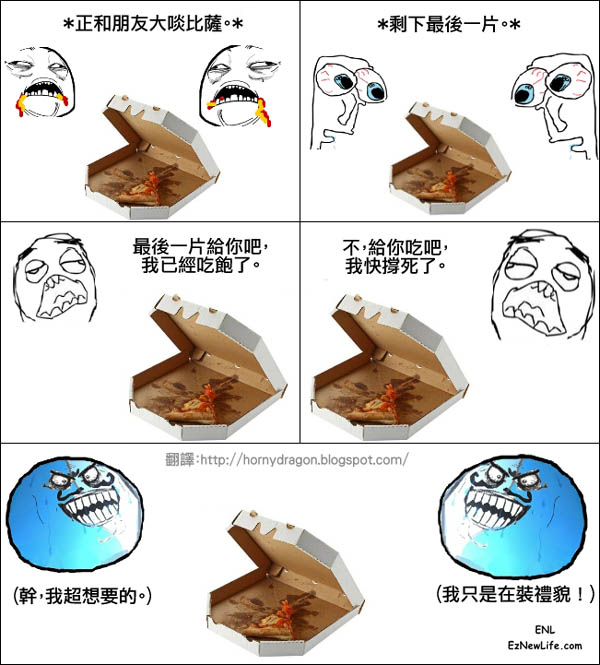 *正和朋友大啖比薩。*
*剩下最後一片。*
最後一片給你吧,
我已經吃飽了。
不,給你吃吧,
我快撐死了。
翻譯:http://hornydragon.blogspot.com/
(幹,我超想要的。)
(我只是在裝禮貌！)
ENL
EzNewLife.com